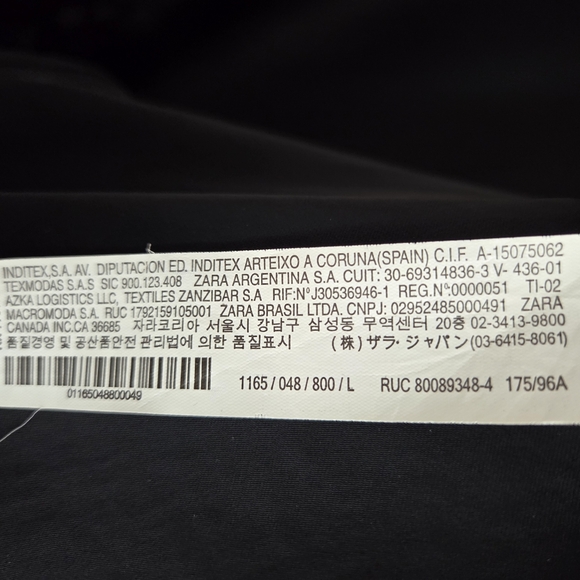 INDITEX,S.A. AV. DIPUTACION ED. INDITEX ARTEIXO A CORUNA(SPAIN) C.I.F. A-15075062
TEXMODAS S.A.S SIC 900.123.408 ZARA ARGENTINA S.A. CUIT: 30-69314836-3 V- 436-01
AZKA LOGISTICS LLC, TEXTILES ZANZIBAR S.A RIF:N°J30536946-1 REG.N°:0000051 TI-02
MACROMODA S.A. RUC 1792159105001 ZARA BRASIL LTDA. CNPJ: 02952485000491 ZARA
CANADA INC.CA 36685 자라코리아 서울시 강남구 삼성동 무역센터 20층 02-3413-9800
품질경영 및 공산품안전 관리법에 의한 품질표시 (株) ザラ・ジャパン(03-6415-8061)
01165048800049 1165 / 048 / 800 / L RUC 80089348-4 175/96A